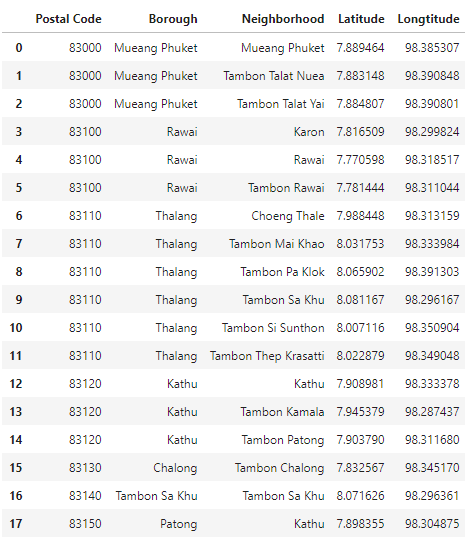 Postal Code Borough Neighborhood Latitude Longtitude
0 83000 Mueang Phuket Mueang Phuket 7.889464 98.385307
1 83000 Mueang Phuket Tambon Talat Nuea 7.883148 98.390848
2 83000 Mueang Phuket Tambon Talat Yai 7.884807 98.390801
3 83100 Rawai Karon 7.816509 98.299824
4 83100 Rawai Rawai 7.770598 98.318517
5 83100 Rawai Tambon Rawai 7.781444 98.311044
6 83110 Thalang Choeng Thale 7.988448 98.313159
7 83110 Thalang Tambon Mai Khao 8.031753 98.333984
8 83110 Thalang Tambon Pa Klok 8.065902 98.391303
9 83110 Thalang Tambon Sa Khu 8.081167 98.296167
10 83110 Thalang Tambon Si Sunthon 8.007116 98.350904
11 83110 Thalang Tambon Thep Krasatti 8.022879 98.349048
12 83120 Kathu Kathu 7.908981 98.333378
13 83120 Kathu Tambon Kamala 7.945379 98.287437
14 83120 Kathu Tambon Patong 7.903790 98.311680
15 83130 Chalong Tambon Chalong 7.832567 98.345170
16 83140 Tambon Sa Khu Tambon Sa Khu 8.071626 98.296361
17 83150 Patong Kathu 7.898355 98.304875